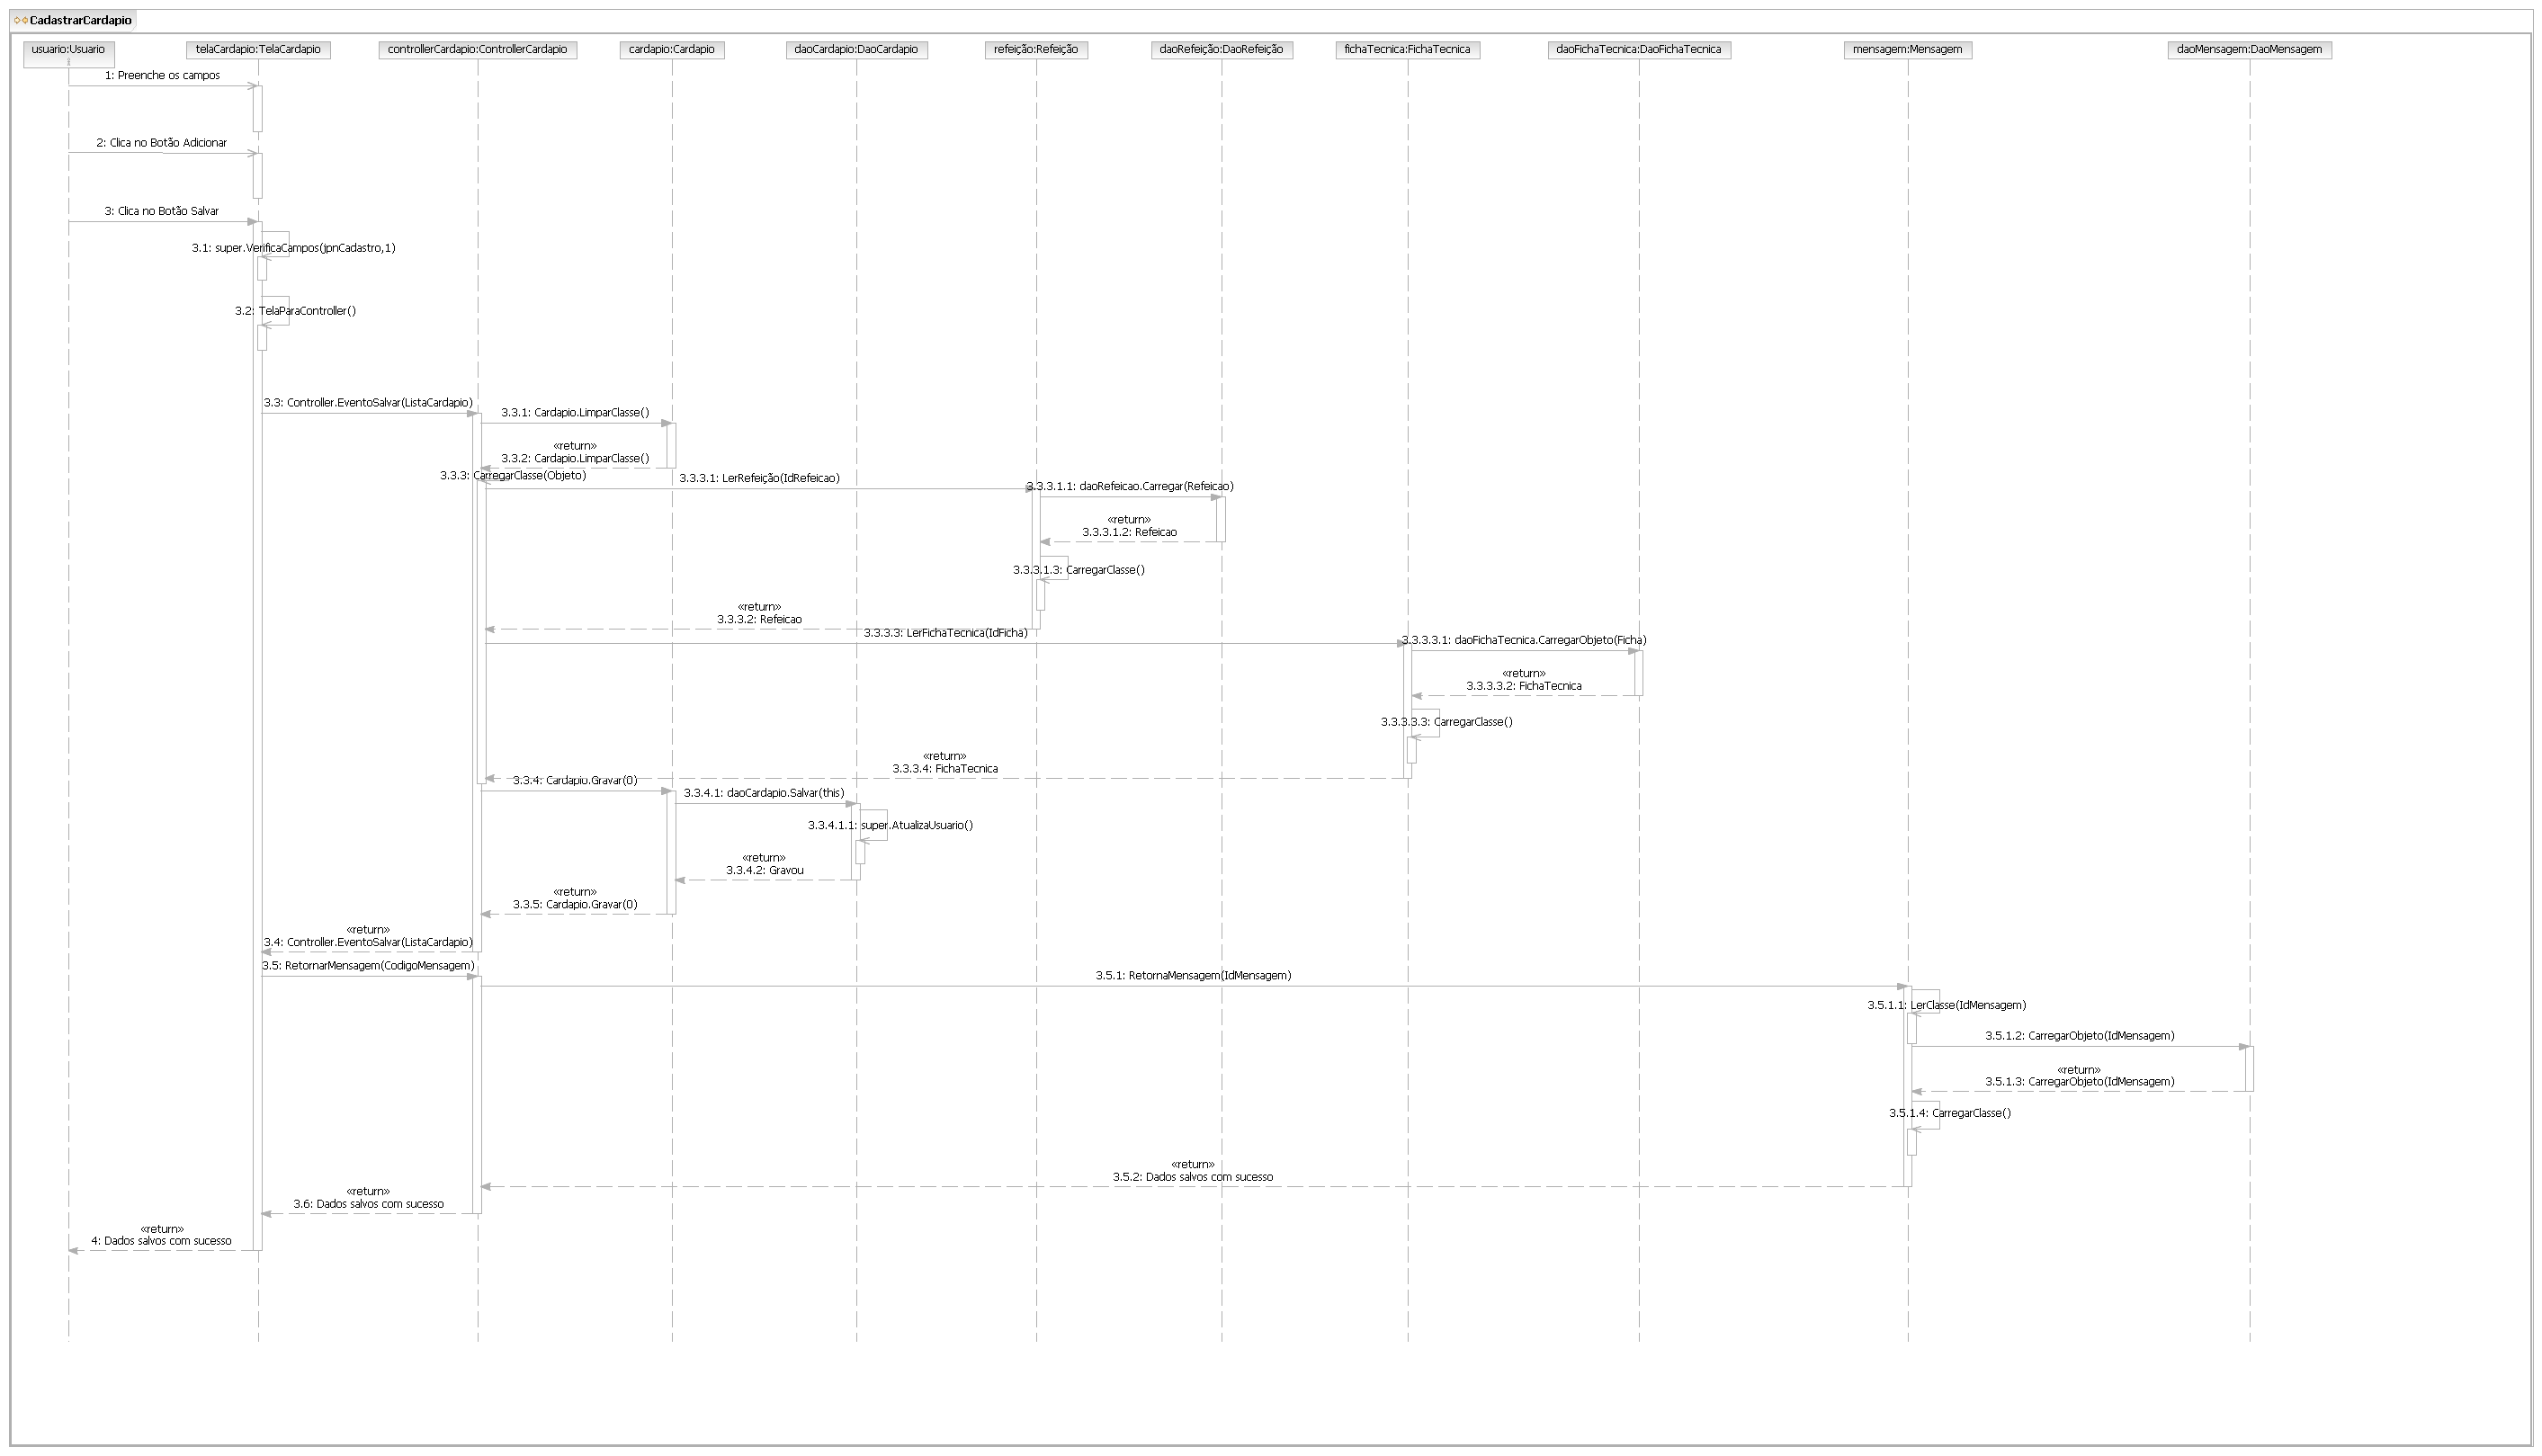 CadastrarCardapio
usuario:Usuario
telaCardapio:TelaCardapio
controllerCardapio:ControllerCardapio
cardapio:Cardapio
daoCardapio:DaoCardapio
refeição:Refeição
daoRefeição:DaoRefeição
fichaTecnica:FichaTecnica
daoFichaTecnica:DaoFichaTecnica
mensagem:Mensagem
daoMensagem:DaoMensagem
1: Preenche os campos
2: Clica no Botão Adicionar
3: Clica no Botão Salvar
3.1: super.VerificaCampos(jpnCadastro,1)
3.2: TelaParaController()
3.3: Controller.EventoSalvar(ListaCardapio)
3.3.1: Cardapio.LimparClasse()
«return»
3.3.2: Cardapio.LimparClasse()
3.3.3: CarregarClasse(Objeto)
3.3.3.1: LerRefeição(IdRefeicao)
3.3.3.1.1: daoRefeicao.Carregar(Refeicao)
«return»
3.3.3.1.2: Refeicao
3.3.3.1.3: CarregarClasse()
«return»
3.3.3.2: Refeicao
3.3.3.3: LerFichaTecnica(IdFicha)
3.3.3.3.1: daoFichaTecnica.CarregarObjeto(Ficha)
«return»
3.3.3.3.2: FichaTecnica
3.3.3.3.3: CarregarClasse()
«return»
3.3.3.4: FichaTecnica
3.3.4: Cardapio.Gravar(0)
3.3.4.1: daoCardapio.Salvar(this)
3.3.4.1.1: super.AtualizaUsuario()
«return»
3.3.4.2: Gravou
«return»
3.3.5: Cardapio.Gravar(0)
«return»
3.4: Controller.EventoSalvar(ListaCardapio)
3.5: RetornarMensagem(CodigoMensagem)
3.5.1: RetornaMensagem(IdMensagem)
3.5.1.1: LerClasse(IdMensagem)
3.5.1.2: CarregarObjeto(IdMensagem)
«return»
3.5.1.3: CarregarObjeto(IdMensagem)
3.5.1.4: CarregarClasse()
«return»
3.5.2: Dados salvos com sucesso
«return»
3.6: Dados salvos com sucesso
«return»
4: Dados salvos com sucesso